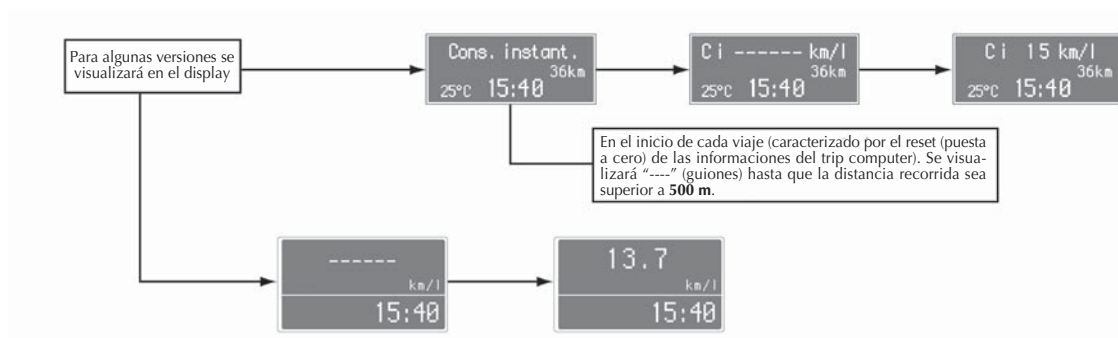 Para algunas versiones se
visualizará en el display
Cons. instant.
36km
25°C 15:40
Ci ------ km/l
36km
25°C 15:40
Ci 15 km/l
36km
25°C 15:40
En el inicio de cada viaje (caracterizado por el reset (puesta
a cero) de las informaciones del trip computer). Se visua-
lizará “----” (guiones) hasta que la distancia recorrida sea
superior a 500 m.
------
km/l
15:40
13.7
km/l
15:40